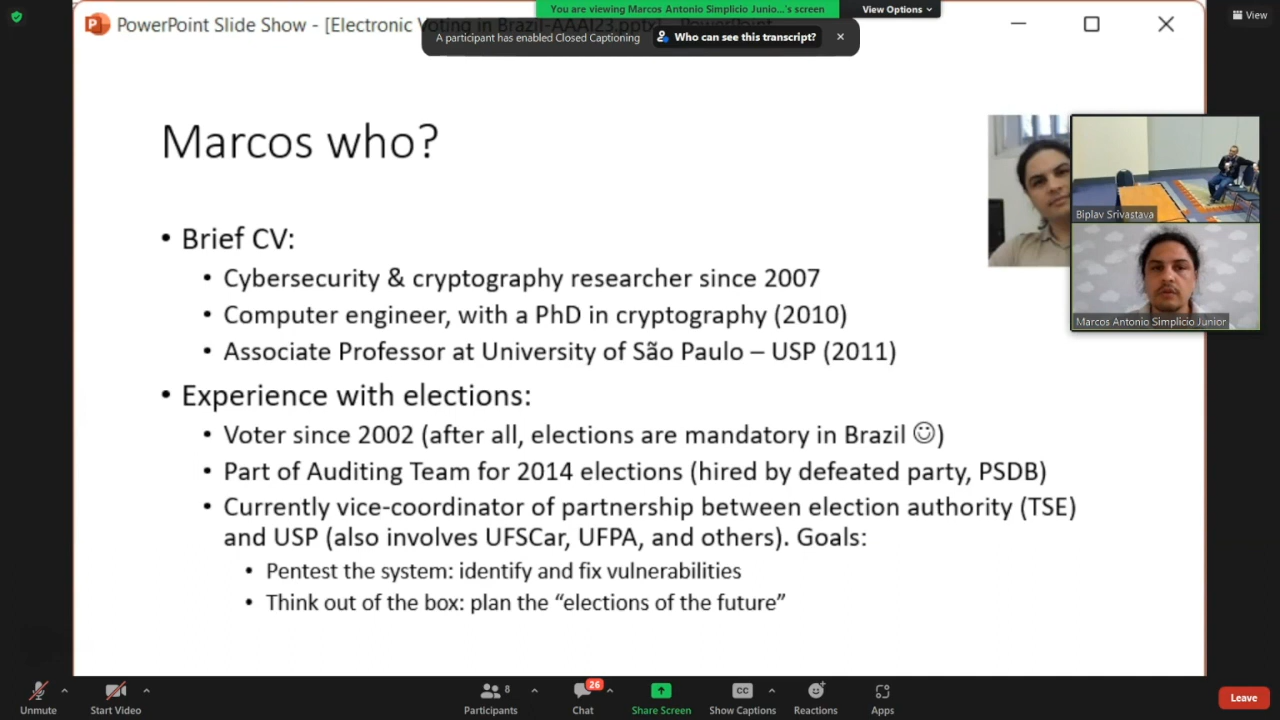 You are viewing Marcos Antonio Simplicio Junio...'s screen
View Options
View
PowerPoint Slide Show - [Electronic Voting in Brazil-AAAI23.pptx]
A participant has enabled Closed Captioning
Who can see this transcript?
Marcos who?
Biplav Srivastava
Marcos Antonio Simplicio Junior
• Brief CV:
• Cybersecurity & cryptography researcher since 2007
• Computer engineer, with a PhD in cryptography (2010)
• Associate Professor at University of São Paulo – USP (2011)
• Experience with elections:
• Voter since 2002 (after all, elections are mandatory in Brazil ☺)
• Part of Auditing Team for 2014 elections (hired by defeated party, PSDB)
• Currently vice-coordinator of partnership between election authority (TSE)
and USP (also involves UFSCar, UFPA, and others). Goals:
• Pentest the system: identify and fix vulnerabilities
• Think out of the box: plan the “elections of the future”
8
26
CC
Unmute
Start Video
Participants
Chat
Share Screen
Show Captions
Reactions
Apps
Leave